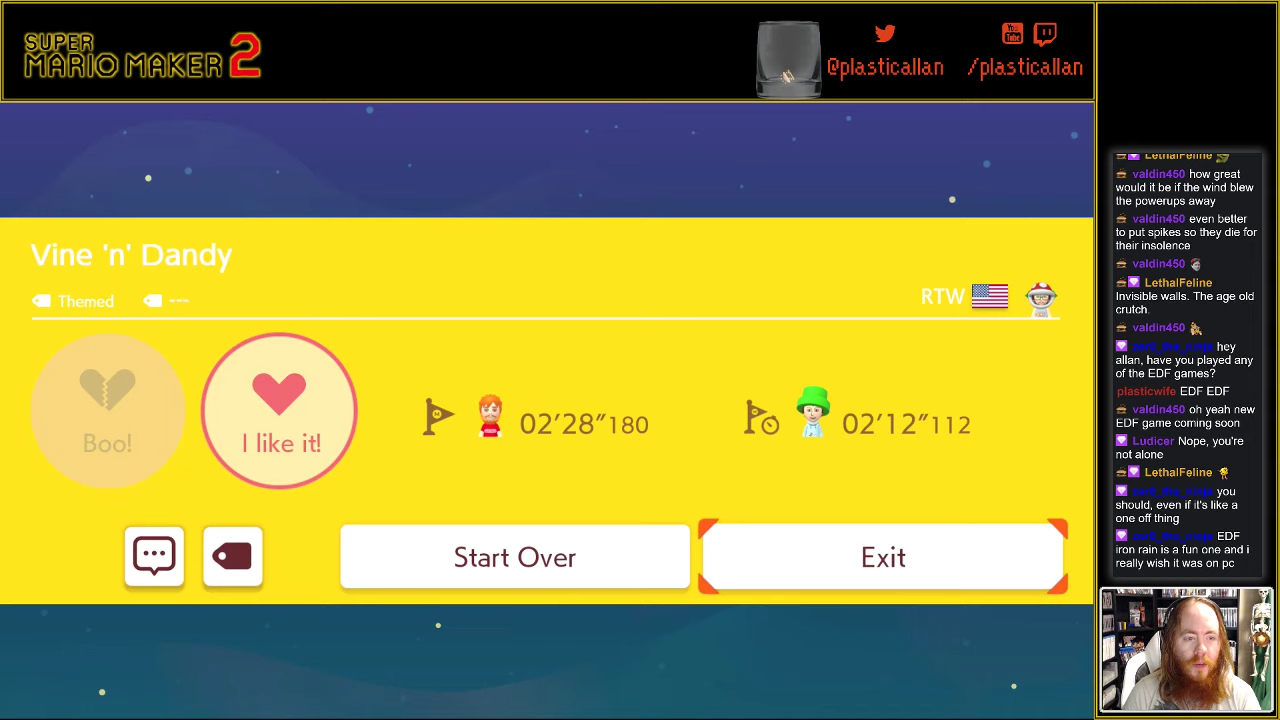 SUPER
MARIO MAKER 2
@plasticallan
You Tube
/plasticallan
Vine 'n' Dandy
Themed
---
RTW
Boo!
I like it!
02'28"180
02'12"112
Start Over
Exit
LethalFeline
valdin450 how great
would it be if the wind blew
the powerups away
valdin450 even better
to put spikes so they die for
their insolence
valdin450
LethalFeline
Invisible walls. The age old
crutch.
valdin450
hey
allan, have you played any
of the EDF games?
plasticwife EDF EDF
valdin450 oh yeah new
EDF game coming soon
Ludicer Nope, you're
not alone
LethalFeline
you
should, even if it's like a
one off thing
EDF
iron rain is a fun one and i
really wish it was on pc